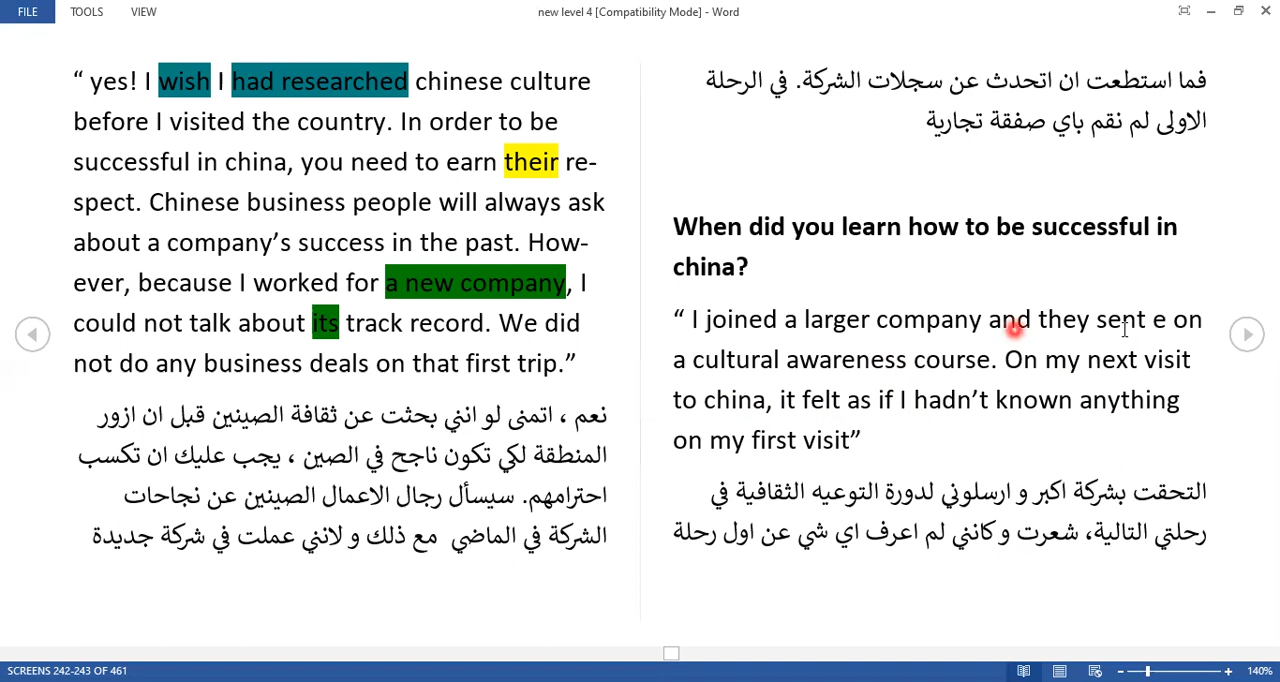 FILE TOOLS VIEW
new level 4 [Compatibility Mode] - Word
“ yes! I wish I had researched chinese culture
before I visited the country. In order to be
successful in china, you need to earn their re-
spect. Chinese business people will always ask
about a company’s success in the past. How-
ever, because I worked for a new company, I
could not talk about its track record. We did
not do any business deals on that first trip.”
نعم ، اتمنى لو انني بحثت عن ثقافة الصينين قبل ان ازور
المنطقة لكي تكون ناجح في الصين ، يجب عليك ان تكسب
احترامهم. سيسأل رجال الاعمال الصينين عن نجاحات
الشركة في الماضي مع ذلك و لانني عملت في شركة جديدة
فما استطعت ان اتحدث عن سجلات الشركة. في الرحلة
الاولى لم نقم باي صفقة تجارية
When did you learn how to be successful in
china?
“ I joined a larger company and they sent e on
a cultural awareness course. On my next visit
to china, it felt as if I hadn’t known anything
on my first visit”
التحقت بشركة اكبر و ارسلوني لدورة التوعيه الثقافية في
رحلتي التالية، شعرت و كانني لم اعرف اي شي عن اول رحلة
SCREENS 242-243 OF 461
140%